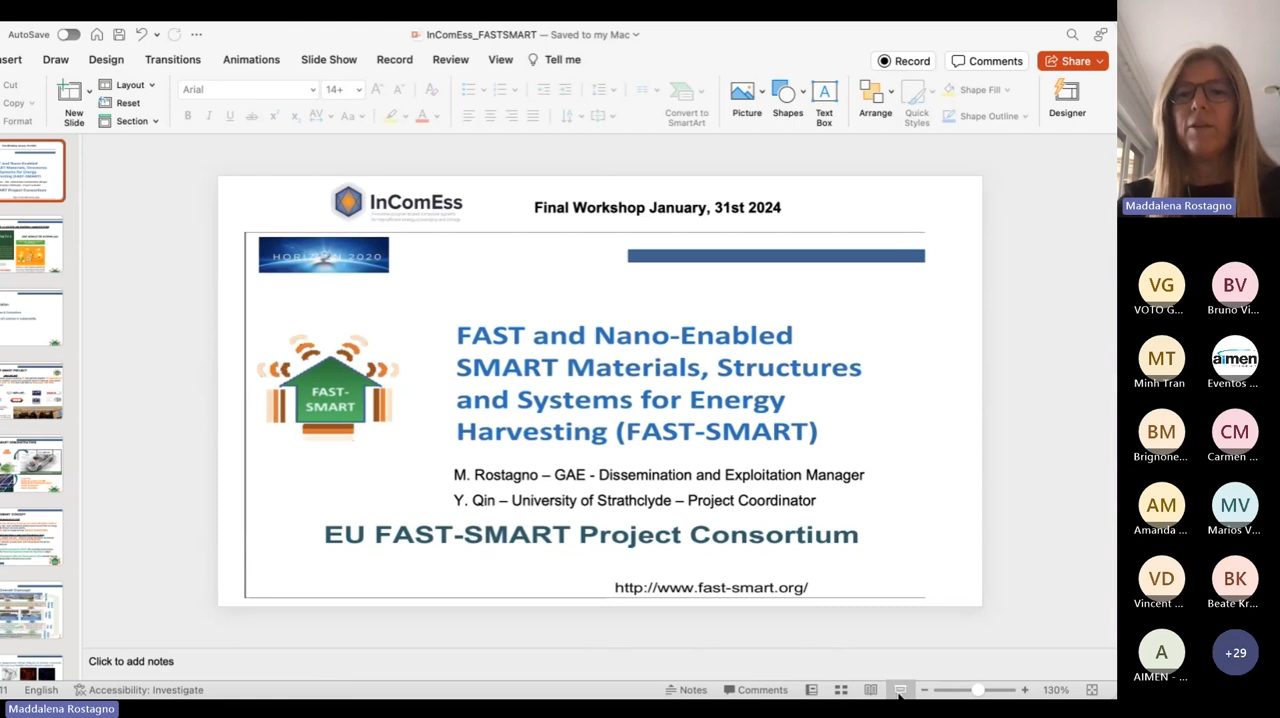 AutoSave
InComEss_FASTSMART — Saved to my Mac
nsert Draw Design Transitions Animations Slide Show Record Review View Tell me
Record Comments Share
Cut
Copy
Format
New
Slide
Layout
Reset
Section
Arial 14+
Convert to
SmartArt
Picture
Shapes
Text
Box
Arrange
Quick
Styles
Shape Fill
Shape Outline
Designer
InComEss
Final Workshop January, 31st 2024
HORIZON 2020
FAST-
SMART
FAST and Nano-Enabled
SMART Materials, Structures
and Systems for Energy
Harvesting (FAST-SMART)
M. Rostagno – GAE - Dissemination and Exploitation Manager
Y. Qin – University of Strathclyde – Project Coordinator
EU FAST-SMART Project Consortium
http://www.fast-smart.org/
Click to add notes
11 English Accessibility: Investigate
Notes Comments 130%
Maddalena Rostagno
Maddalena Rostagno
VG BV
VOTO G... Bruno Vi...
MT aimen
Minh Tran Eventos ...
BM CM
Brignone... Carmen ...
AM MV
Amanda ... Marios V...
VD BK
Vincent ... Beate Kr...
A +29
AIMEN - ...